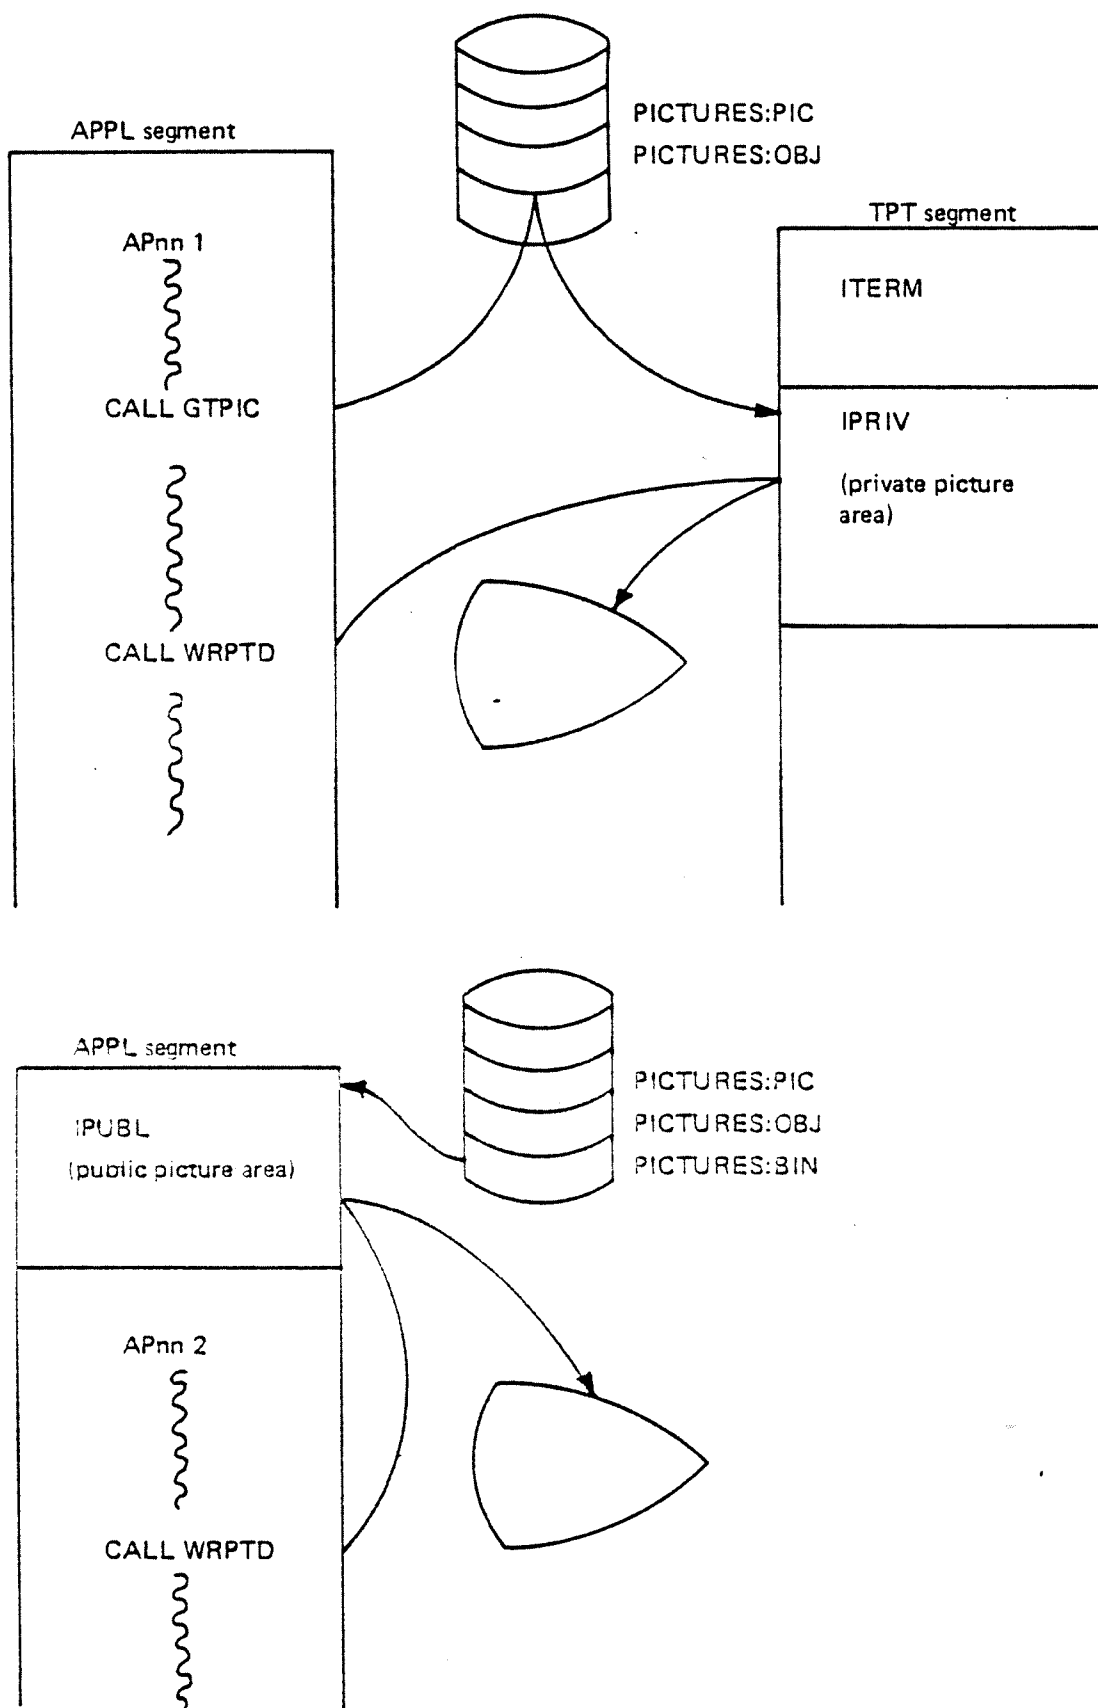 APPL segment
PICTURES:PIC
PICTURES:OBJ
TPT segment
APnn 1
ITERM
CALL GTPIC
IPRIV
(private picture
area)
CALL WRPTD
APPL segment
IPUBL
(public picture area)
PICTURES:PIC
PICTURES:OBJ
PICTURES:BIN
APnn 2
CALL WRPTD